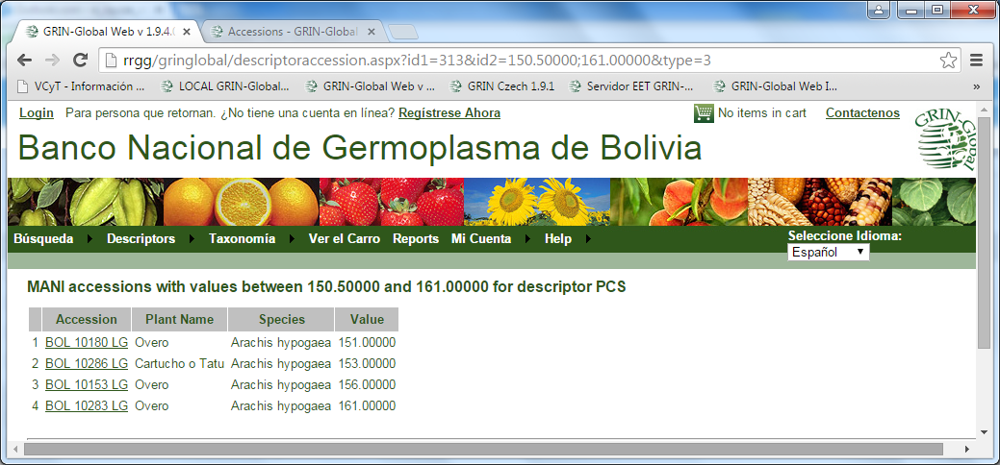 GRIN-Global Web v 1.9.4.0
Accessions - GRIN-Global
rrgg/gringlobal/descriptoraccession.aspx?id1=313&id2=150.50000;161.00000&type=3
VCyT - Información ... LOCAL GRIN-Global... GRIN-Global Web v ... GRIN Czech 1.9.1 Servidor EET GRIN-... GRIN-Global Web I... »
Login Para persona que retornan. ¿No tiene una cuenta en línea? Regístrese Ahora No items in cart Contactenos
GRIN-Global
Banco Nacional de Germoplasma de Bolivia
Búsqueda Descriptors Taxonomía Ver el Carro Reports Mi Cuenta Help Seleccione Idioma:
Español
MANI accessions with values between 150.50000 and 161.00000 for descriptor PCS
Accession Plant Name Species Value
1 BOL 10180 LG Overo Arachis hypogaea 151.00000
2 BOL 10286 LG Cartucho o Tatu Arachis hypogaea 153.00000
3 BOL 10153 LG Overo Arachis hypogaea 156.00000
4 BOL 10283 LG Overo Arachis hypogaea 161.00000